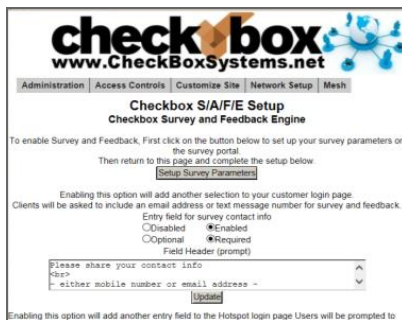 checkbox
www.CheckBoxSystems.net
Administration Access Controls Customize Site Network Setup Mesh
Checkbox S/A/F/E Setup
Checkbox Survey and Feedback Engine
To enable Survey and Feedback, First click on the button below to set up your survey parameters on
the survey portal.
Then return to this page and complete the setup below.
Setup Survey Parameters
Enabling this option will add another selection to your customer login page.
Clients will be asked to include an email address or text message number for survey and feedback.
Entry field for survey contact info
Disabled Enabled
Optional Required
Field Header (prompt)
Please share your contact info
<br>
- either mobile number or email address -
Update
Enabling this option will add another entry field to the Hotspot login page Users will be prompted to